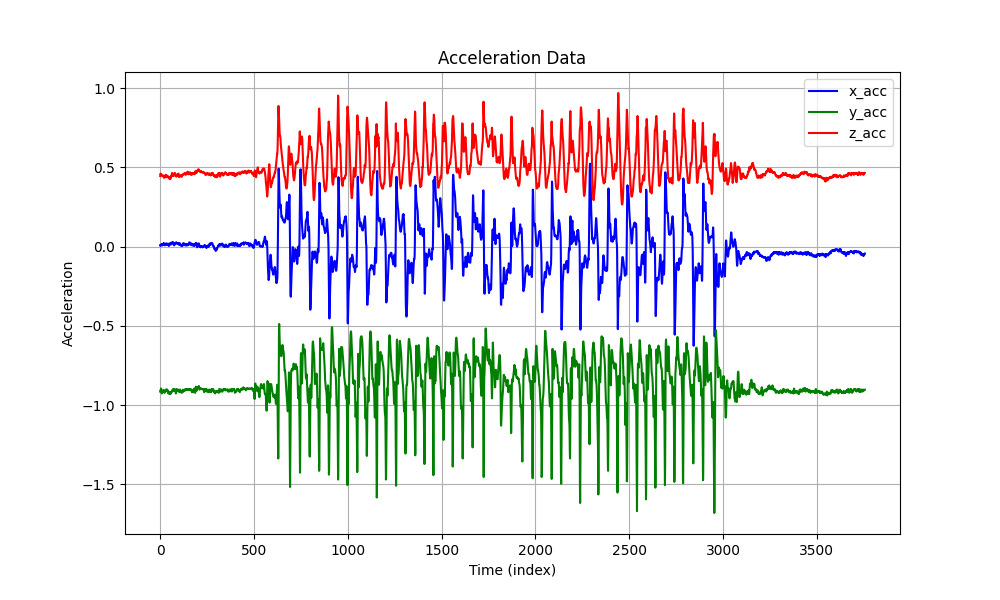 Acceleration Data
x_acc
y_acc
z_acc
1.0
0.5
0.0
−0.5
−1.0
−1.5
Acceleration
0 500 1000 1500 2000 2500 3000 3500
Time (index)